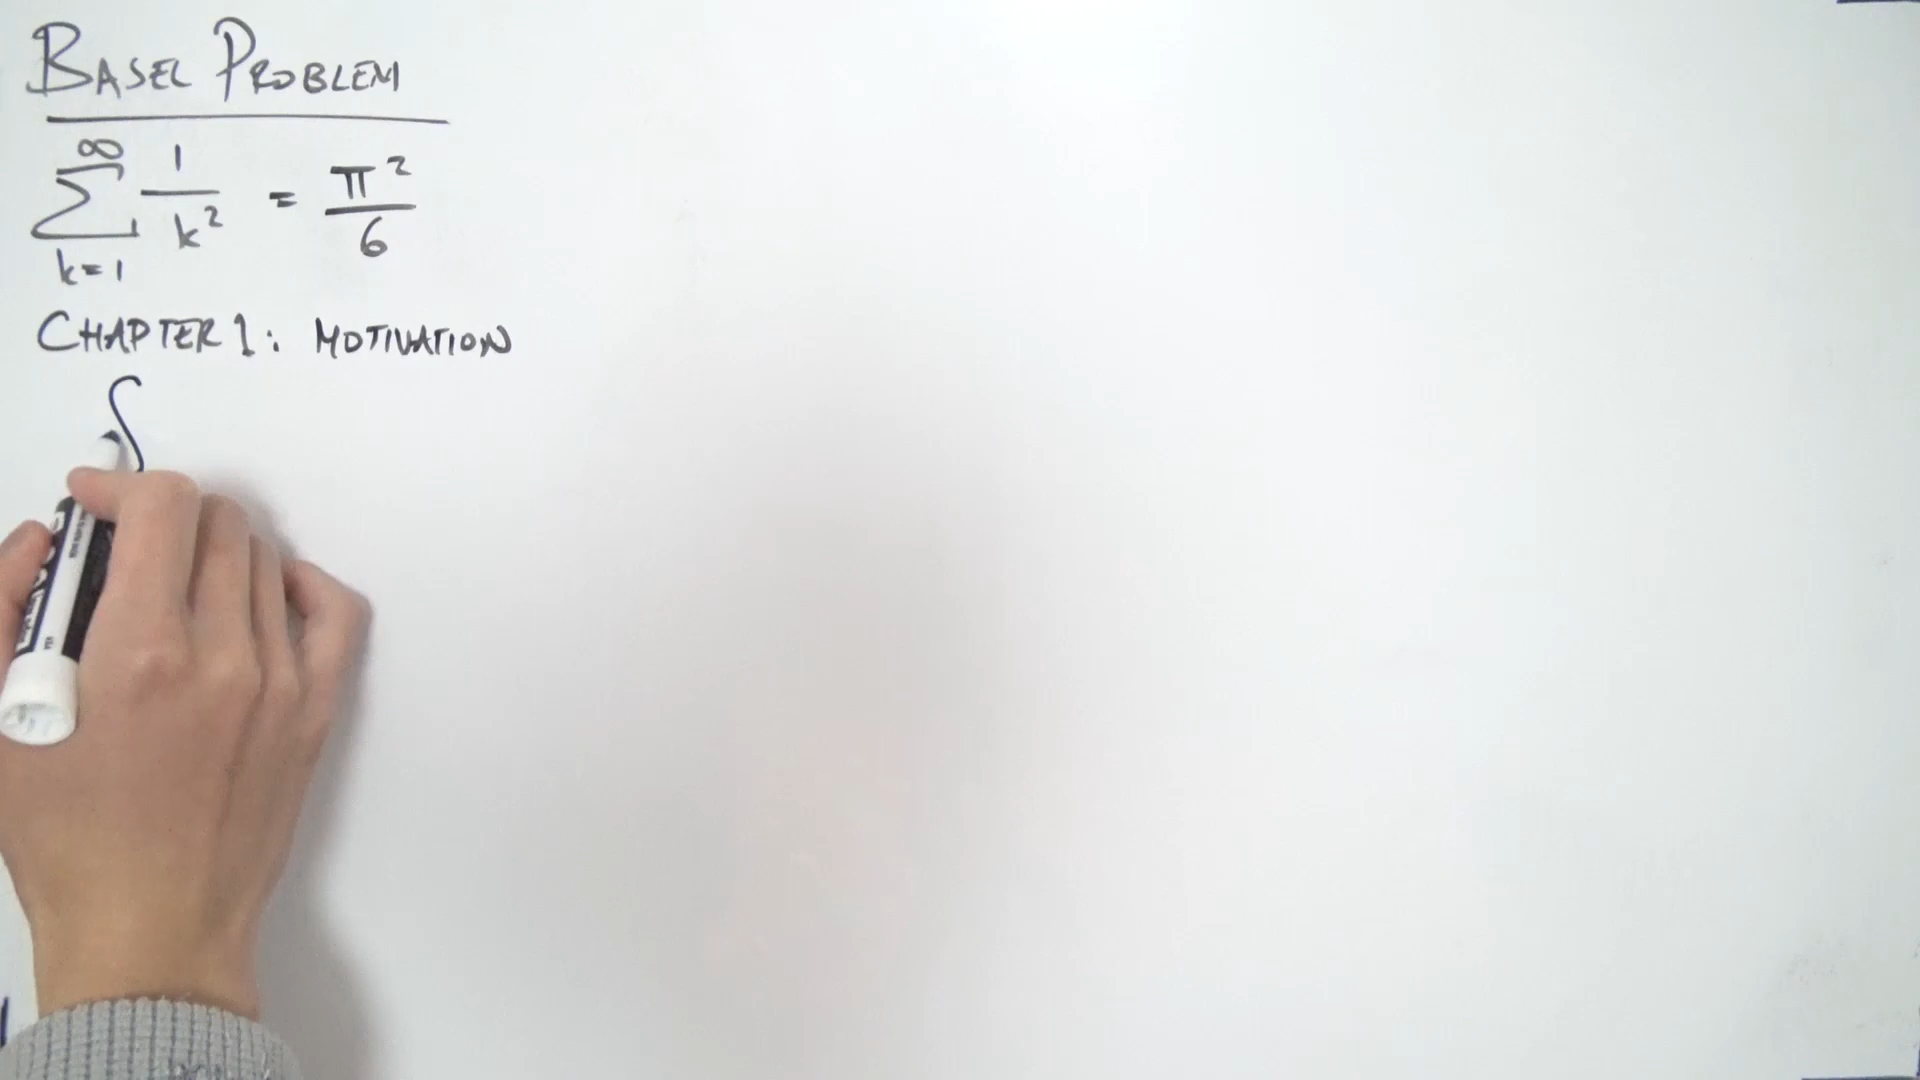 BASEL PROBLEM
∞
∑ 1/k² = π²/6
k=1
CHAPTER 1: MOTIVATION
∫